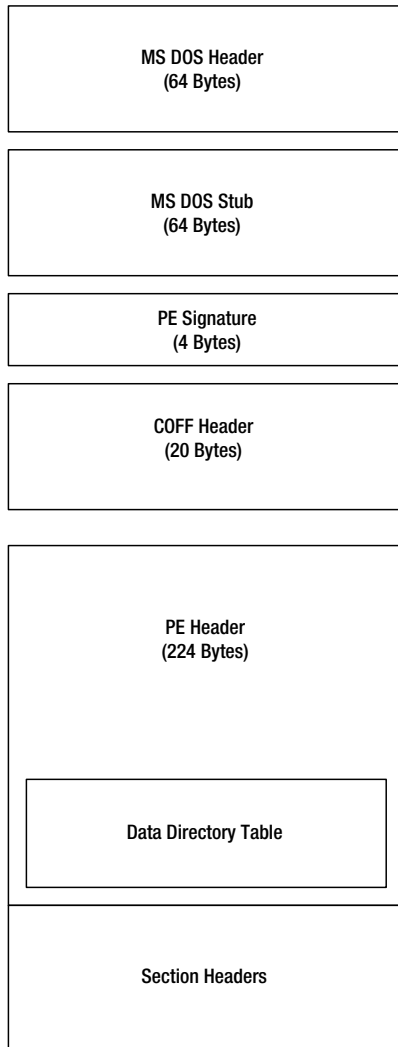 MS DOS Header
(64 Bytes)
MS DOS Stub
(64 Bytes)
PE Signature
(4 Bytes)
COFF Header
(20 Bytes)
PE Header
(224 Bytes)
Data Directory Table
Section Headers